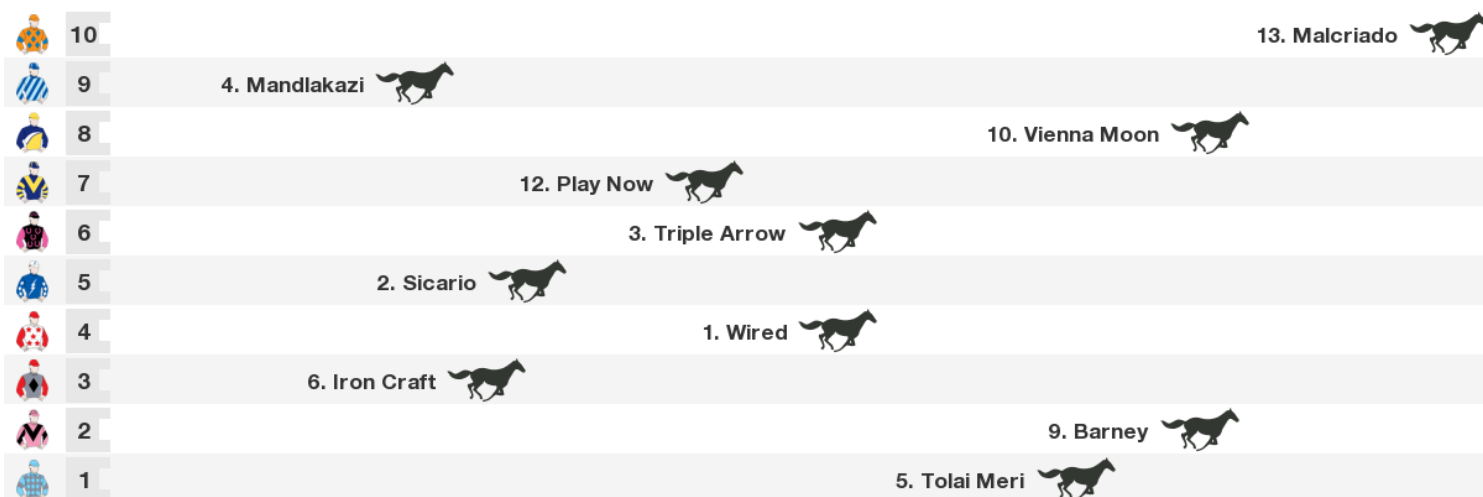 10 13. Malcriado
9 4. Mandlakazi
8 10. Vienna Moon
7 12. Play Now
6 3. Triple Arrow
5 2. Sicario
4 1. Wired
3 6. Iron Craft
2 9. Barney
1 5. Tolai Meri